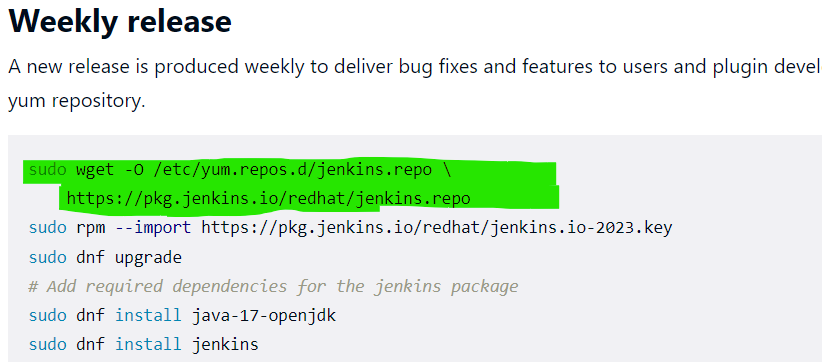 Weekly release
A new release is produced weekly to deliver bug fixes and features to users and plugin devel
yum repository.
sudo wget -O /etc/yum.repos.d/jenkins.repo \
https://pkg.jenkins.io/redhat/jenkins.repo
sudo rpm --import https://pkg.jenkins.io/redhat/jenkins.io-2023.key
sudo dnf upgrade
# Add required dependencies for the jenkins package
sudo dnf install java-17-openjdk
sudo dnf install jenkins